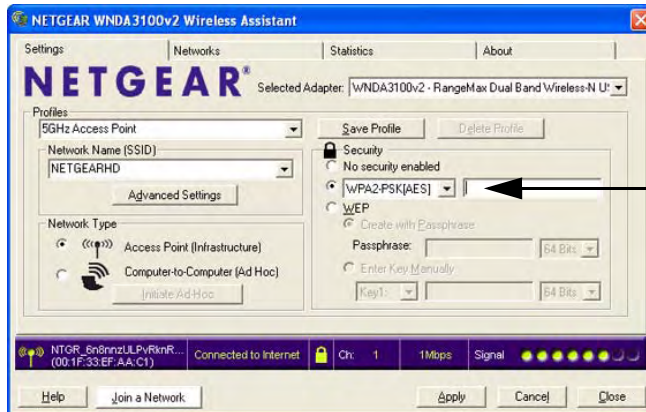 NETGEAR WNDA3100v2 Wireless Assistant
Settings Networks Statistics About
NETGEAR® Selected Adapter: WNDA3100v2 - RangeMax Dual Band Wireless-N U
Profiles
5GHz Access Point Save Profile Delete Profile
Network Name (SSID) Security
NETGEARHD No security enabled
WPA2-PSK[AES]
Advanced Settings WEP
Create with Passphrase
Network Type
Access Point (Infrastructure) Passphrase: 64 Bits
Computer-to-Computer (Ad Hoc) Enter Key Manually
Initiate Ad-Hoc Key1: 64 Bits
NTGR_6n8nnzULPvRknR... Connected to Internet Ch: 1 1Mbps Signal
(00:1F:33:EF:AA:C1)
Help Join a Network Apply Cancel Close